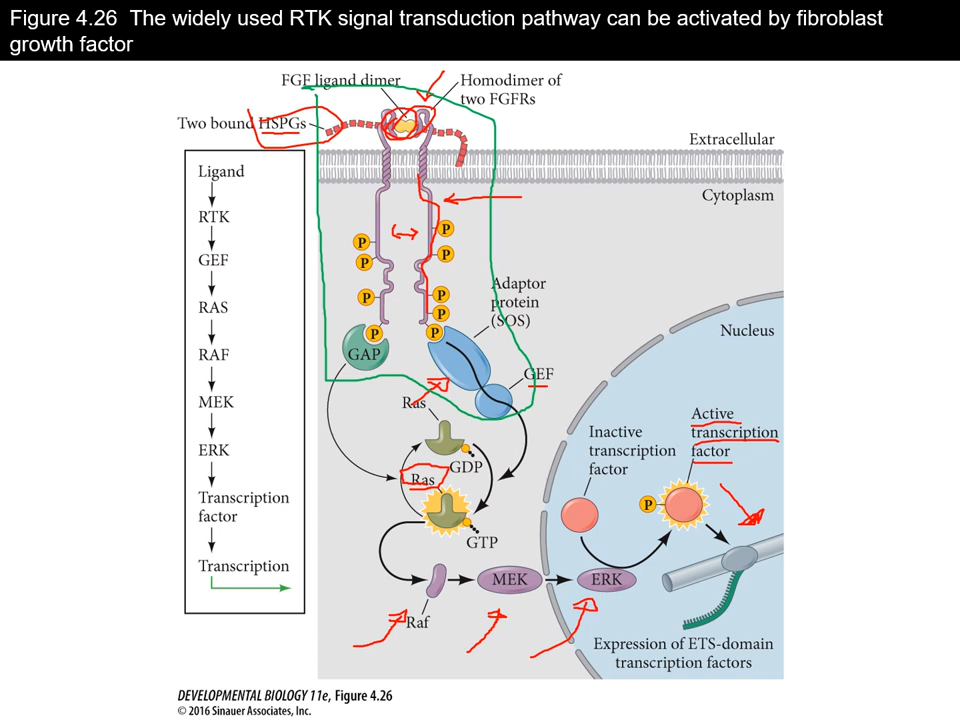 Figure 4.26 The widely used RTK signal transduction pathway can be activated by fibroblast
growth factor
FGF ligand dimer
Homodimer of
two FGFRs
Two bound HSPGs
Extracellular
Cytoplasm
Ligand
RTK
GEF
RAS
RAF
MEK
ERK
Transcription
factor
Transcription
P
P
P
P
P
P
P
P
P
Adaptor
protein
(SOS)
GAP
GEF
Nucleus
Ras
GDP
Ras
GTP
Raf
MEK
ERK
Inactive
transcription
factor
Active
transcription
factor
P
Expression of ETS-domain
transcription factors
DEVELOPMENTAL BIOLOGY 11e, Figure 4.26
© 2016 Sinauer Associates, Inc.